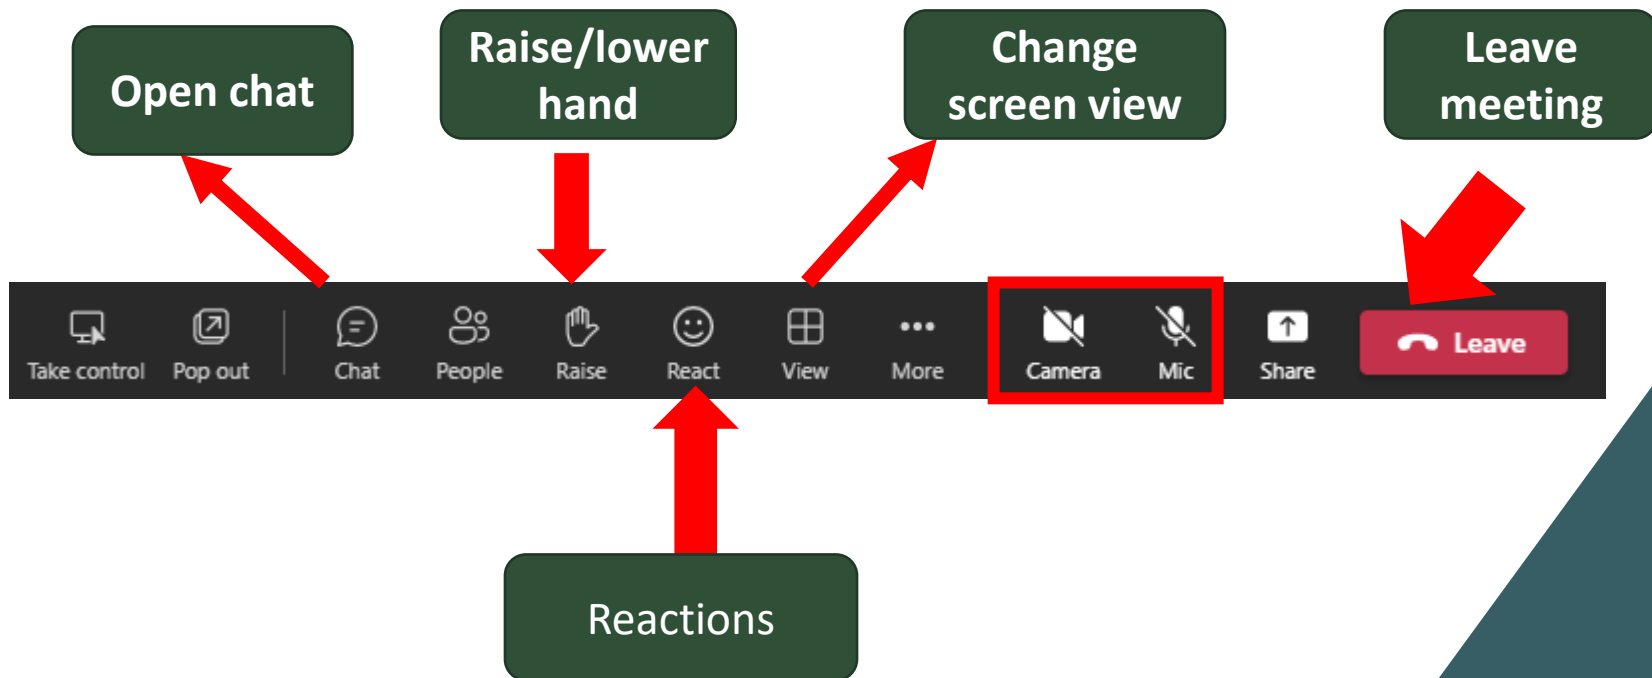 Open chat
Raise/lower
hand
Change
screen view
Leave
meeting
Take control
Pop out
Chat
People
Raise
React
View
More
Camera
Mic
Share
Leave
Reactions